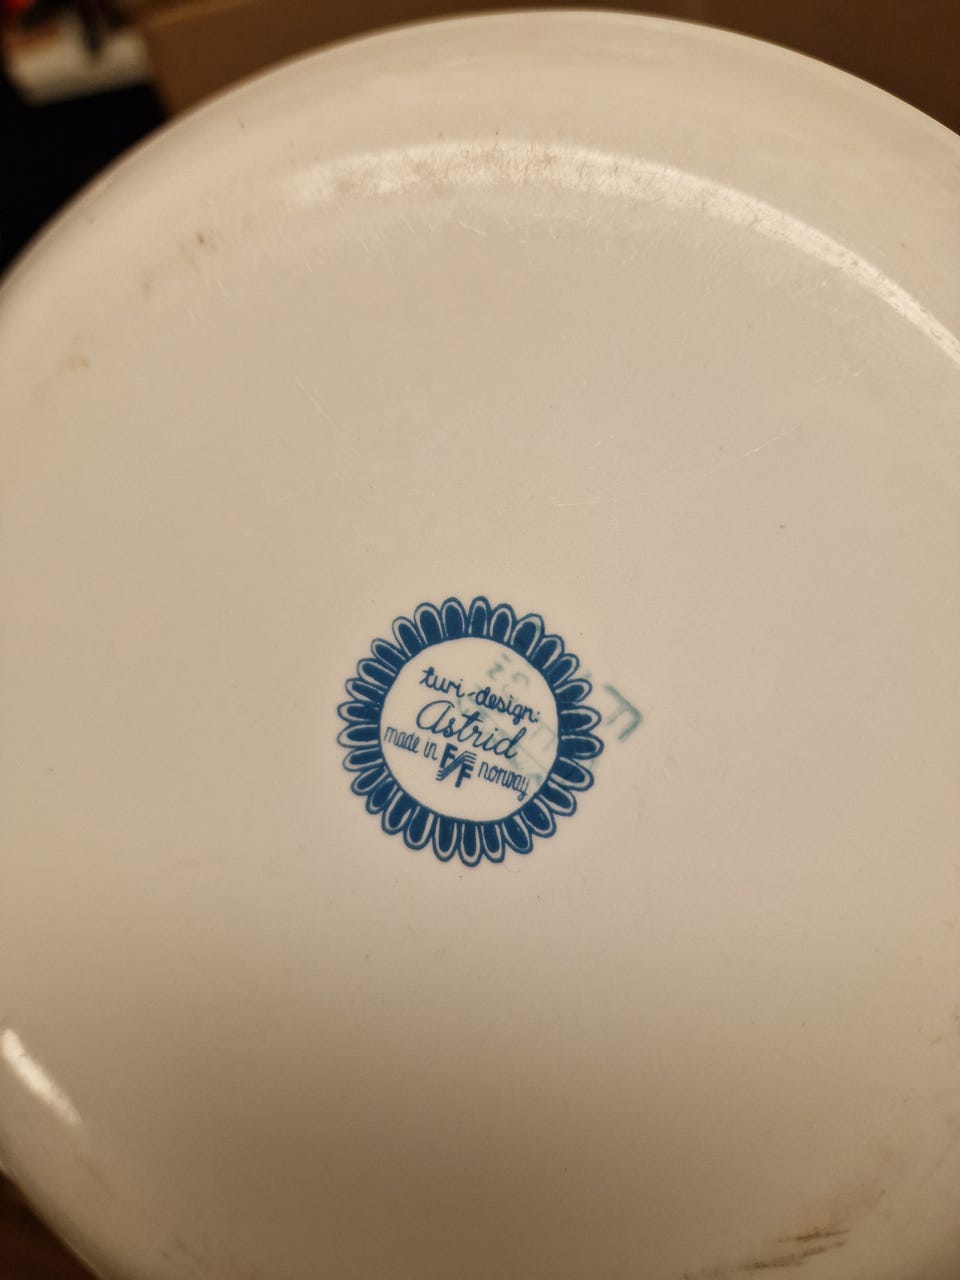 turi-design:
Astrid
made in F/F norway